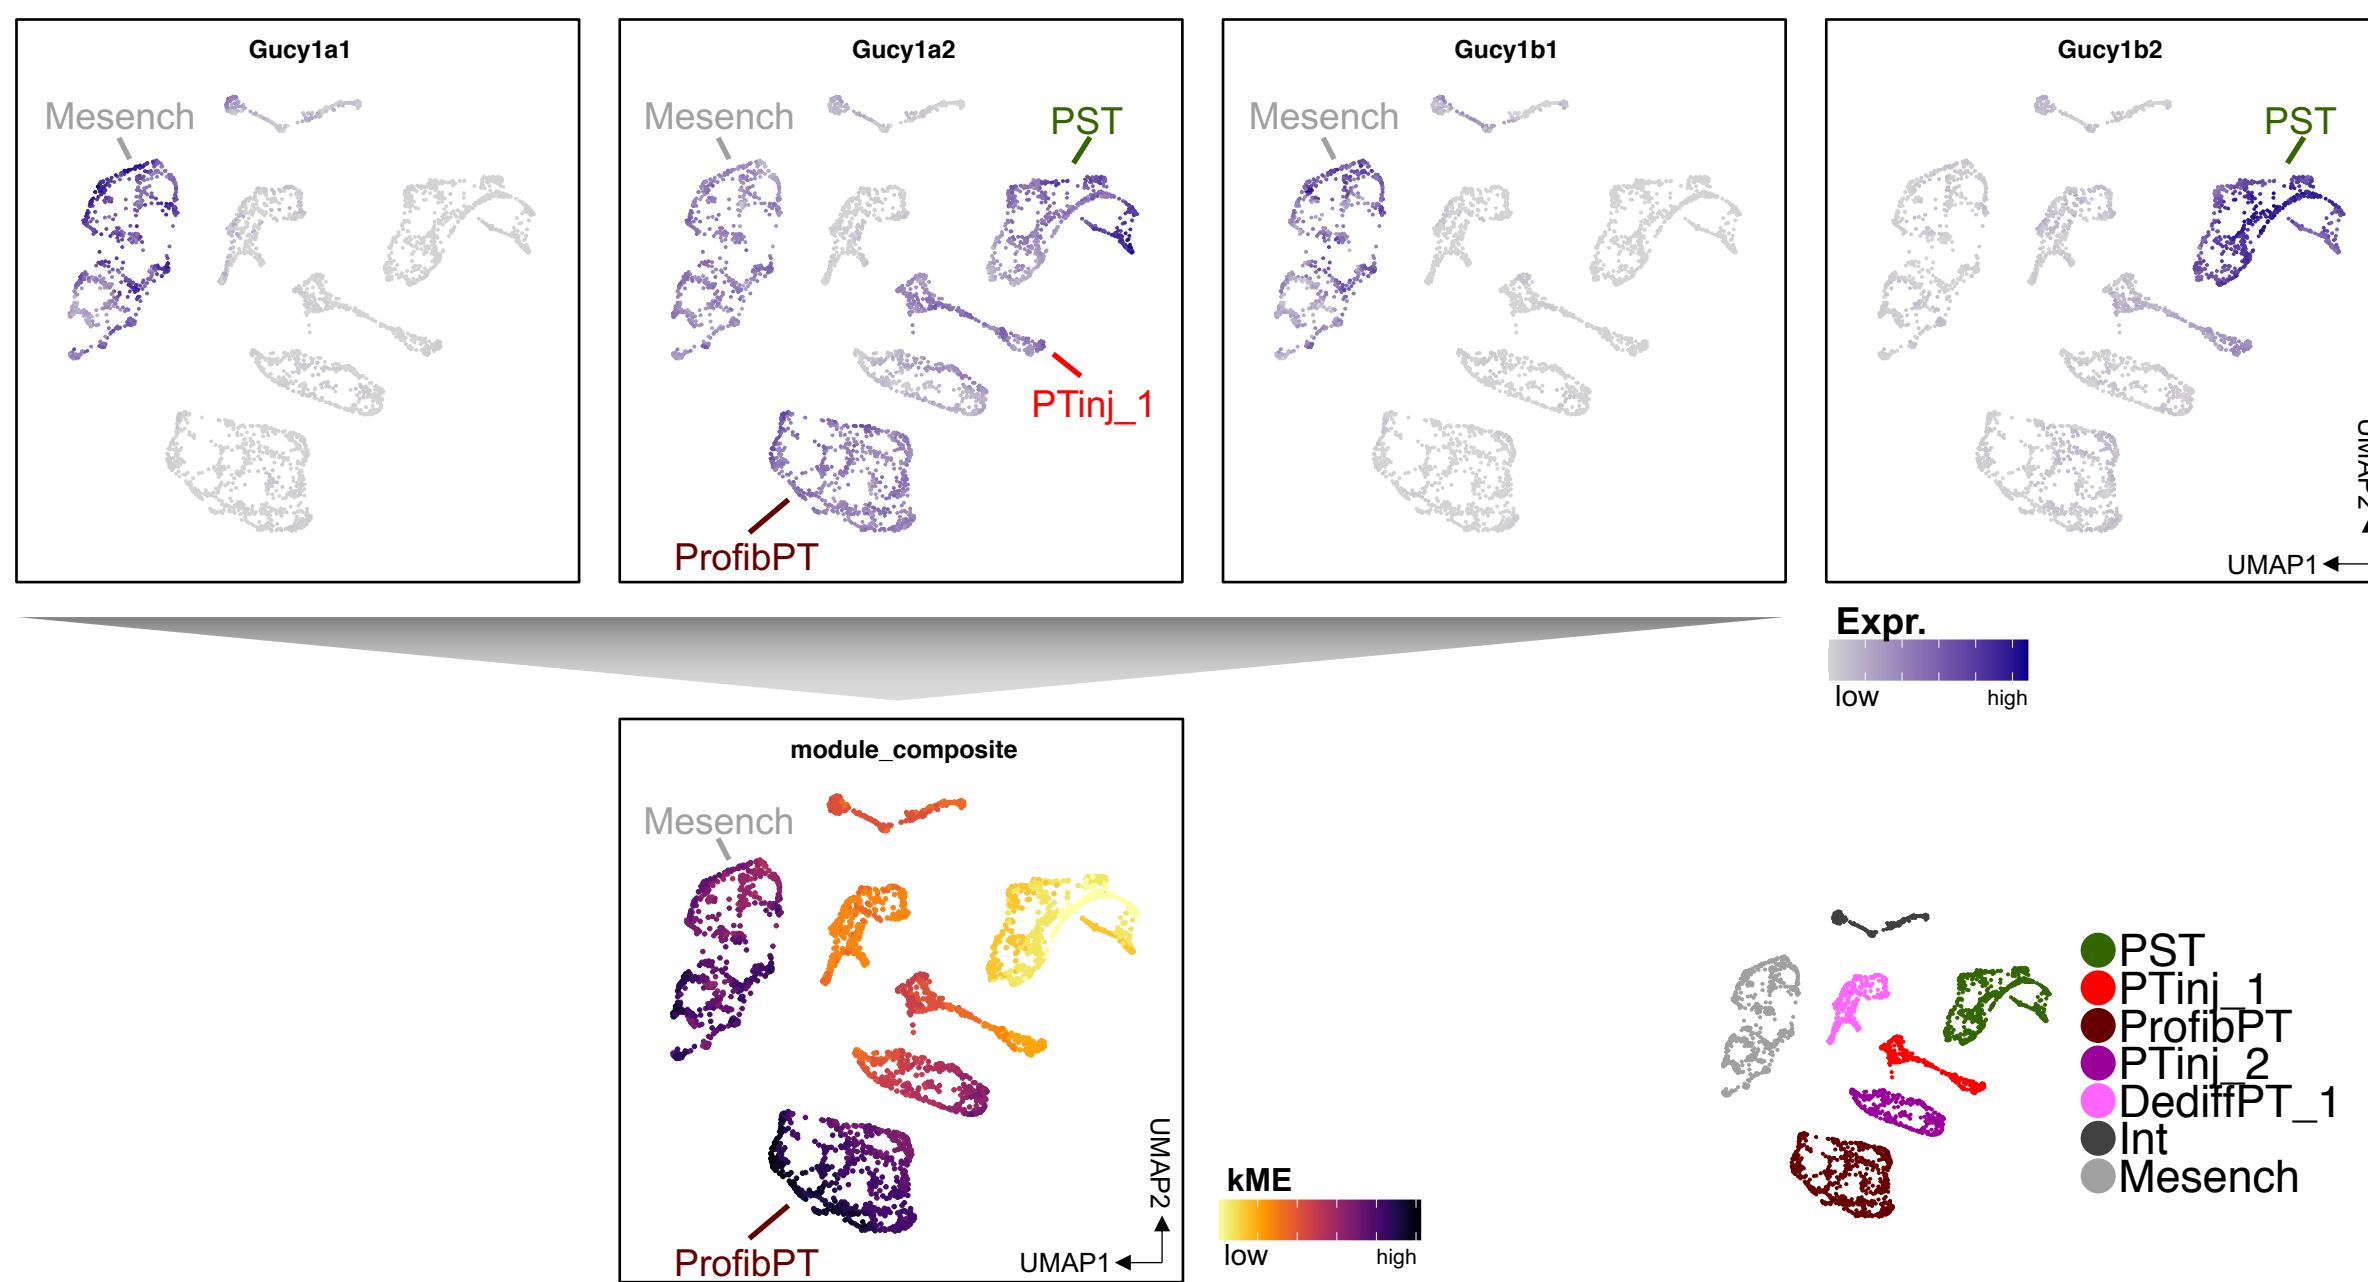 Gucy1a1
Mesench
Gucy1a2
Mesench
PST
PTinj_1
ProfibPT
Gucy1b1
Mesench
Gucy1b2
PST
UMAP2
UMAP1
Expr.
low
high
module_composite
Mesench
ProfibPT
UMAP2
UMAP1
kME
low
high
PST
PTinj_1
ProfibPT
PTinj_2
DediffPT_1
Int
Mesench